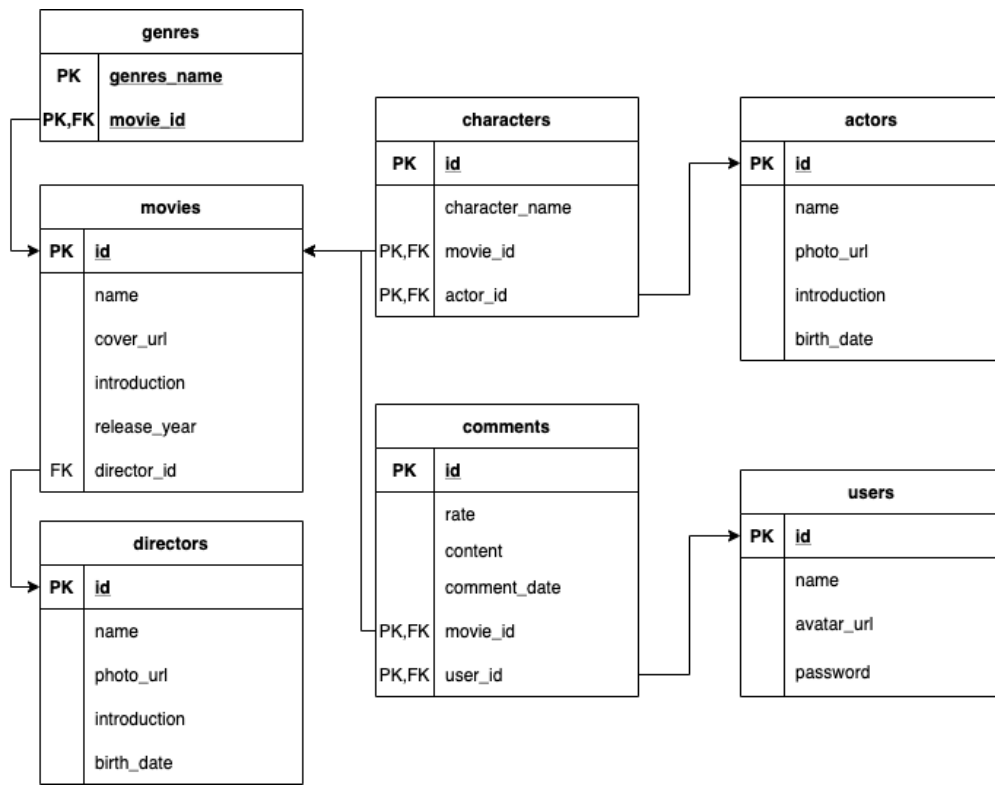 genres
PK genres_name
PK,FK movie_id
movies
PK id
name
cover_url
introduction
release_year
FK director_id
directors
PK id
name
photo_url
introduction
birth_date
characters
PK id
character_name
PK,FK movie_id
PK,FK actor_id
comments
PK id
rate
content
comment_date
PK,FK movie_id
PK,FK user_id
actors
PK id
name
photo_url
introduction
birth_date
users
PK id
name
avatar_url
password